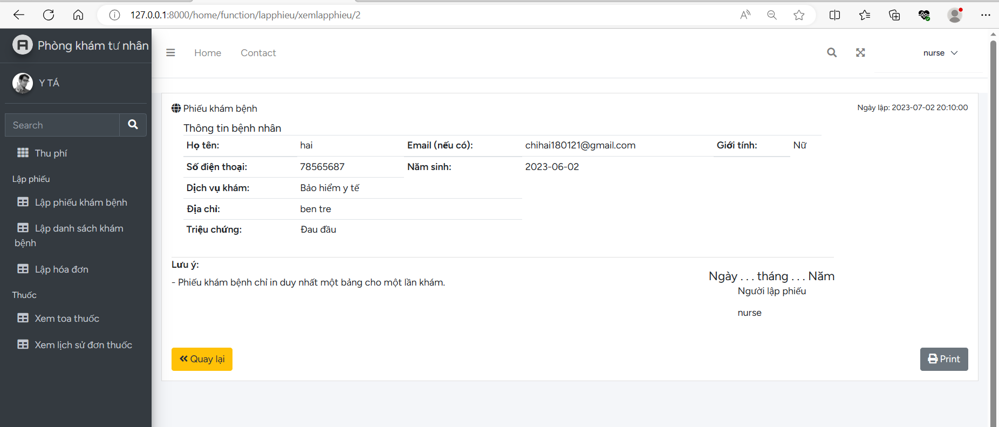 127.0.0.1:8000/home/function/lapphieu/xemlapphieu/2
Phòng khám tư nhân
Home Contact nurse
Y TÁ
Search
Thu phí
Lập phiếu
Lập phiếu khám bệnh
Lập danh sách khám
bệnh
Lập hóa đơn
Thuốc
Xem toa thuốc
Xem lịch sử đơn thuốc
Phiếu khám bệnh Ngày lập: 2023-07-02 20:10:00
Thông tin bệnh nhân
Họ tên: hai Email (nếu có): chihai180121@gmail.com Giới tính: Nữ
Số điện thoại: 78565687 Năm sinh: 2023-06-02
Dịch vụ khám: Bảo hiểm y tế
Địa chỉ: ben tre
Triệu chứng: Đau đầu
Lưu ý:
- Phiếu khám bệnh chỉ in duy nhất một bảng cho một lần khám.
Ngày . . . tháng . . . Năm
Người lập phiếu
nurse
Quay lại Print